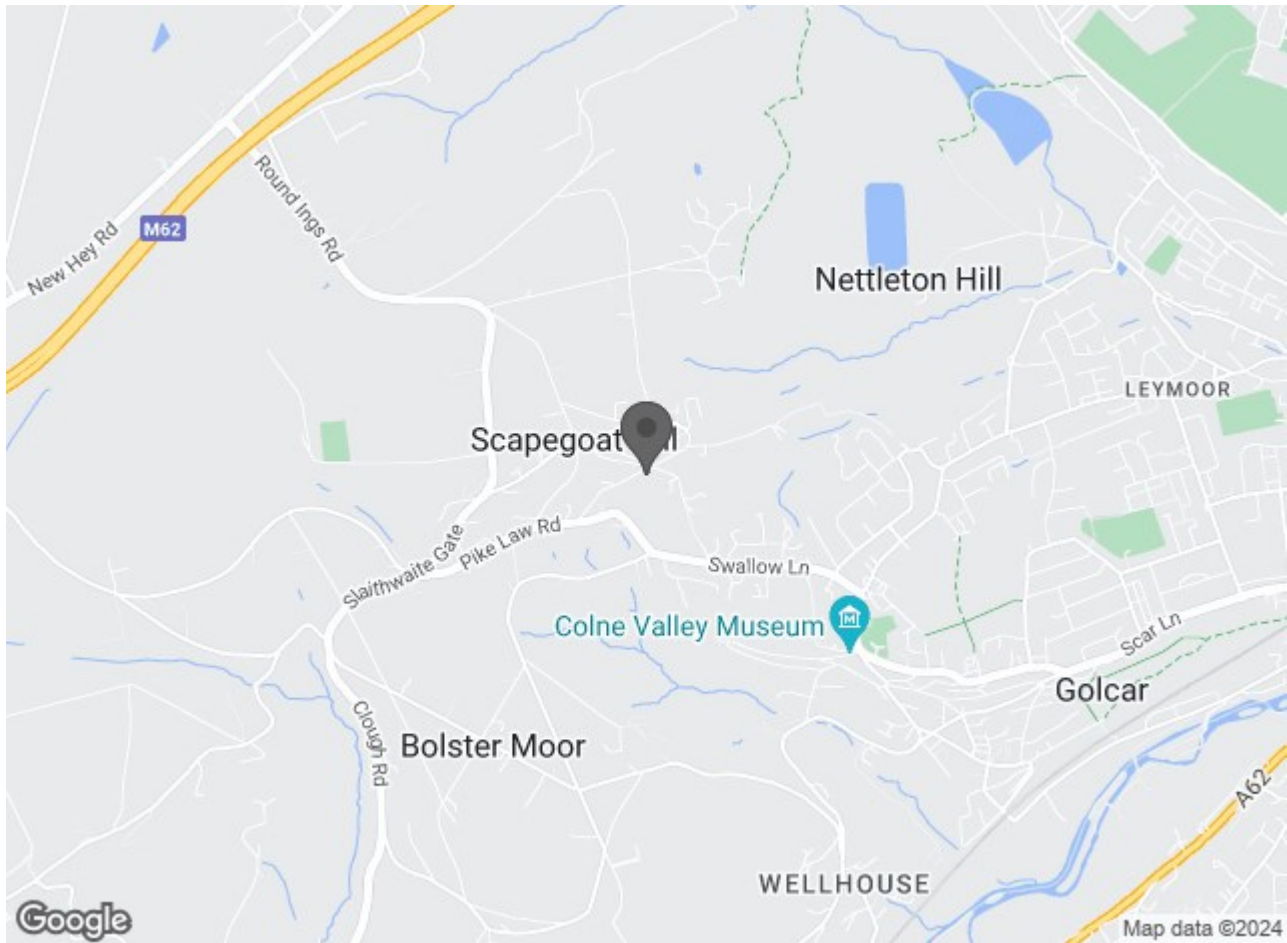 New Hey Rd
M62
Round Ings Rd
Nettleton Hill
LEYMOOR
Scapegoat ll
Slaithwaite Gate
Pike Law Rd
Swallow Ln
Colne Valley Museum
M
Scar Ln
Golcar
Clough Rd
Bolster Moor
A62
WELLHOUSE
Google
Map data ©2024